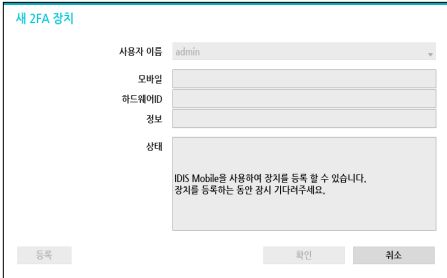 새 2FA 장치
사용자 이름 admin
모바일
하드웨어ID
정보
상태
IDIS Mobile을 사용하여 장치를 등록 할 수 있습니다.
장치를 등록하는 동안 잠시 기다려주세요.
등록 확인 취소